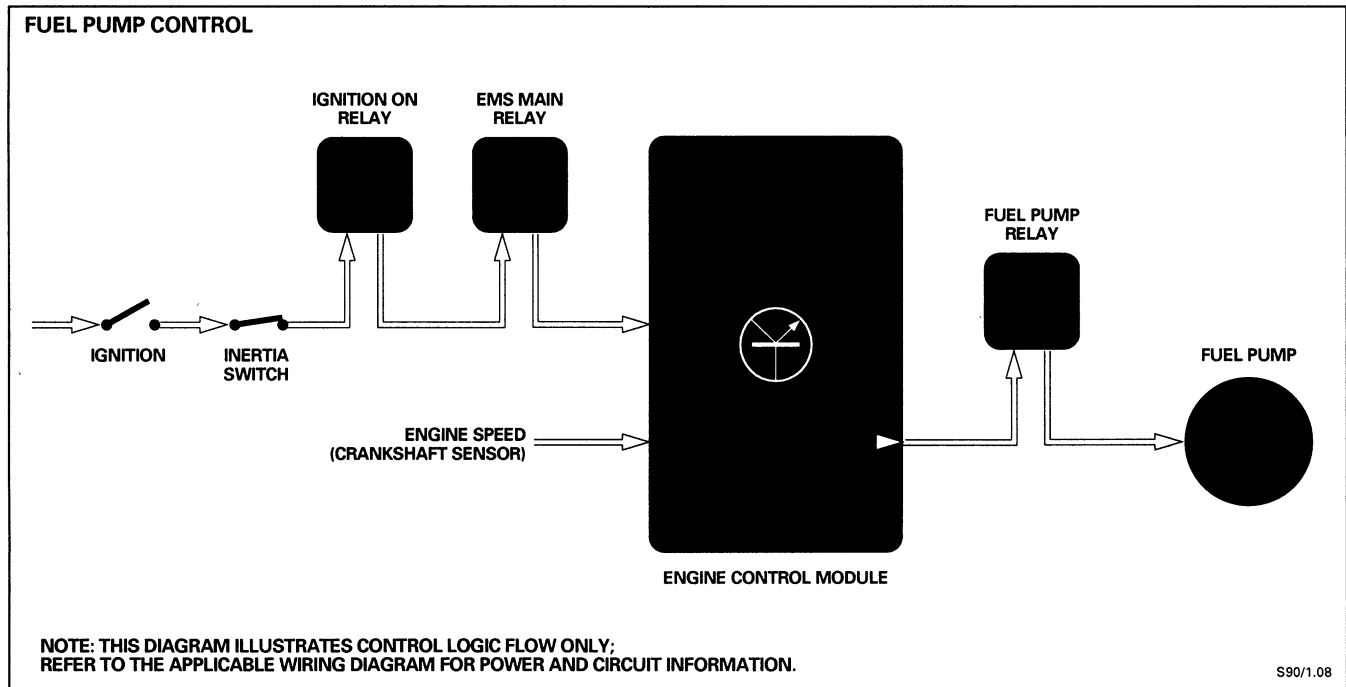 FUEL PUMP CONTROL
IGNITION ON
RELAY
EMS MAIN
RELAY
FUEL PUMP
RELAY
IGNITION
INERTIA
SWITCH
FUEL PUMP
ENGINE SPEED
(CRANKSHAFT SENSOR)
ENGINE CONTROL MODULE
NOTE: THIS DIAGRAM ILLUSTRATES CONTROL LOGIC FLOW ONLY;
REFER TO THE APPLICABLE WIRING DIAGRAM FOR POWER AND CIRCUIT INFORMATION.
S90/1.08